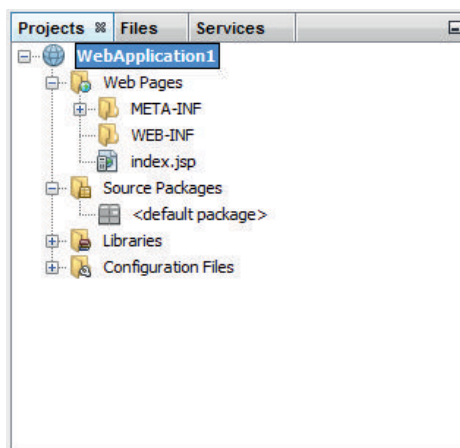 Projects Files Services
WebApplication1
Web Pages
META-INF
WEB-INF
index.jsp
Source Packages
<default package>
Libraries
Configuration Files